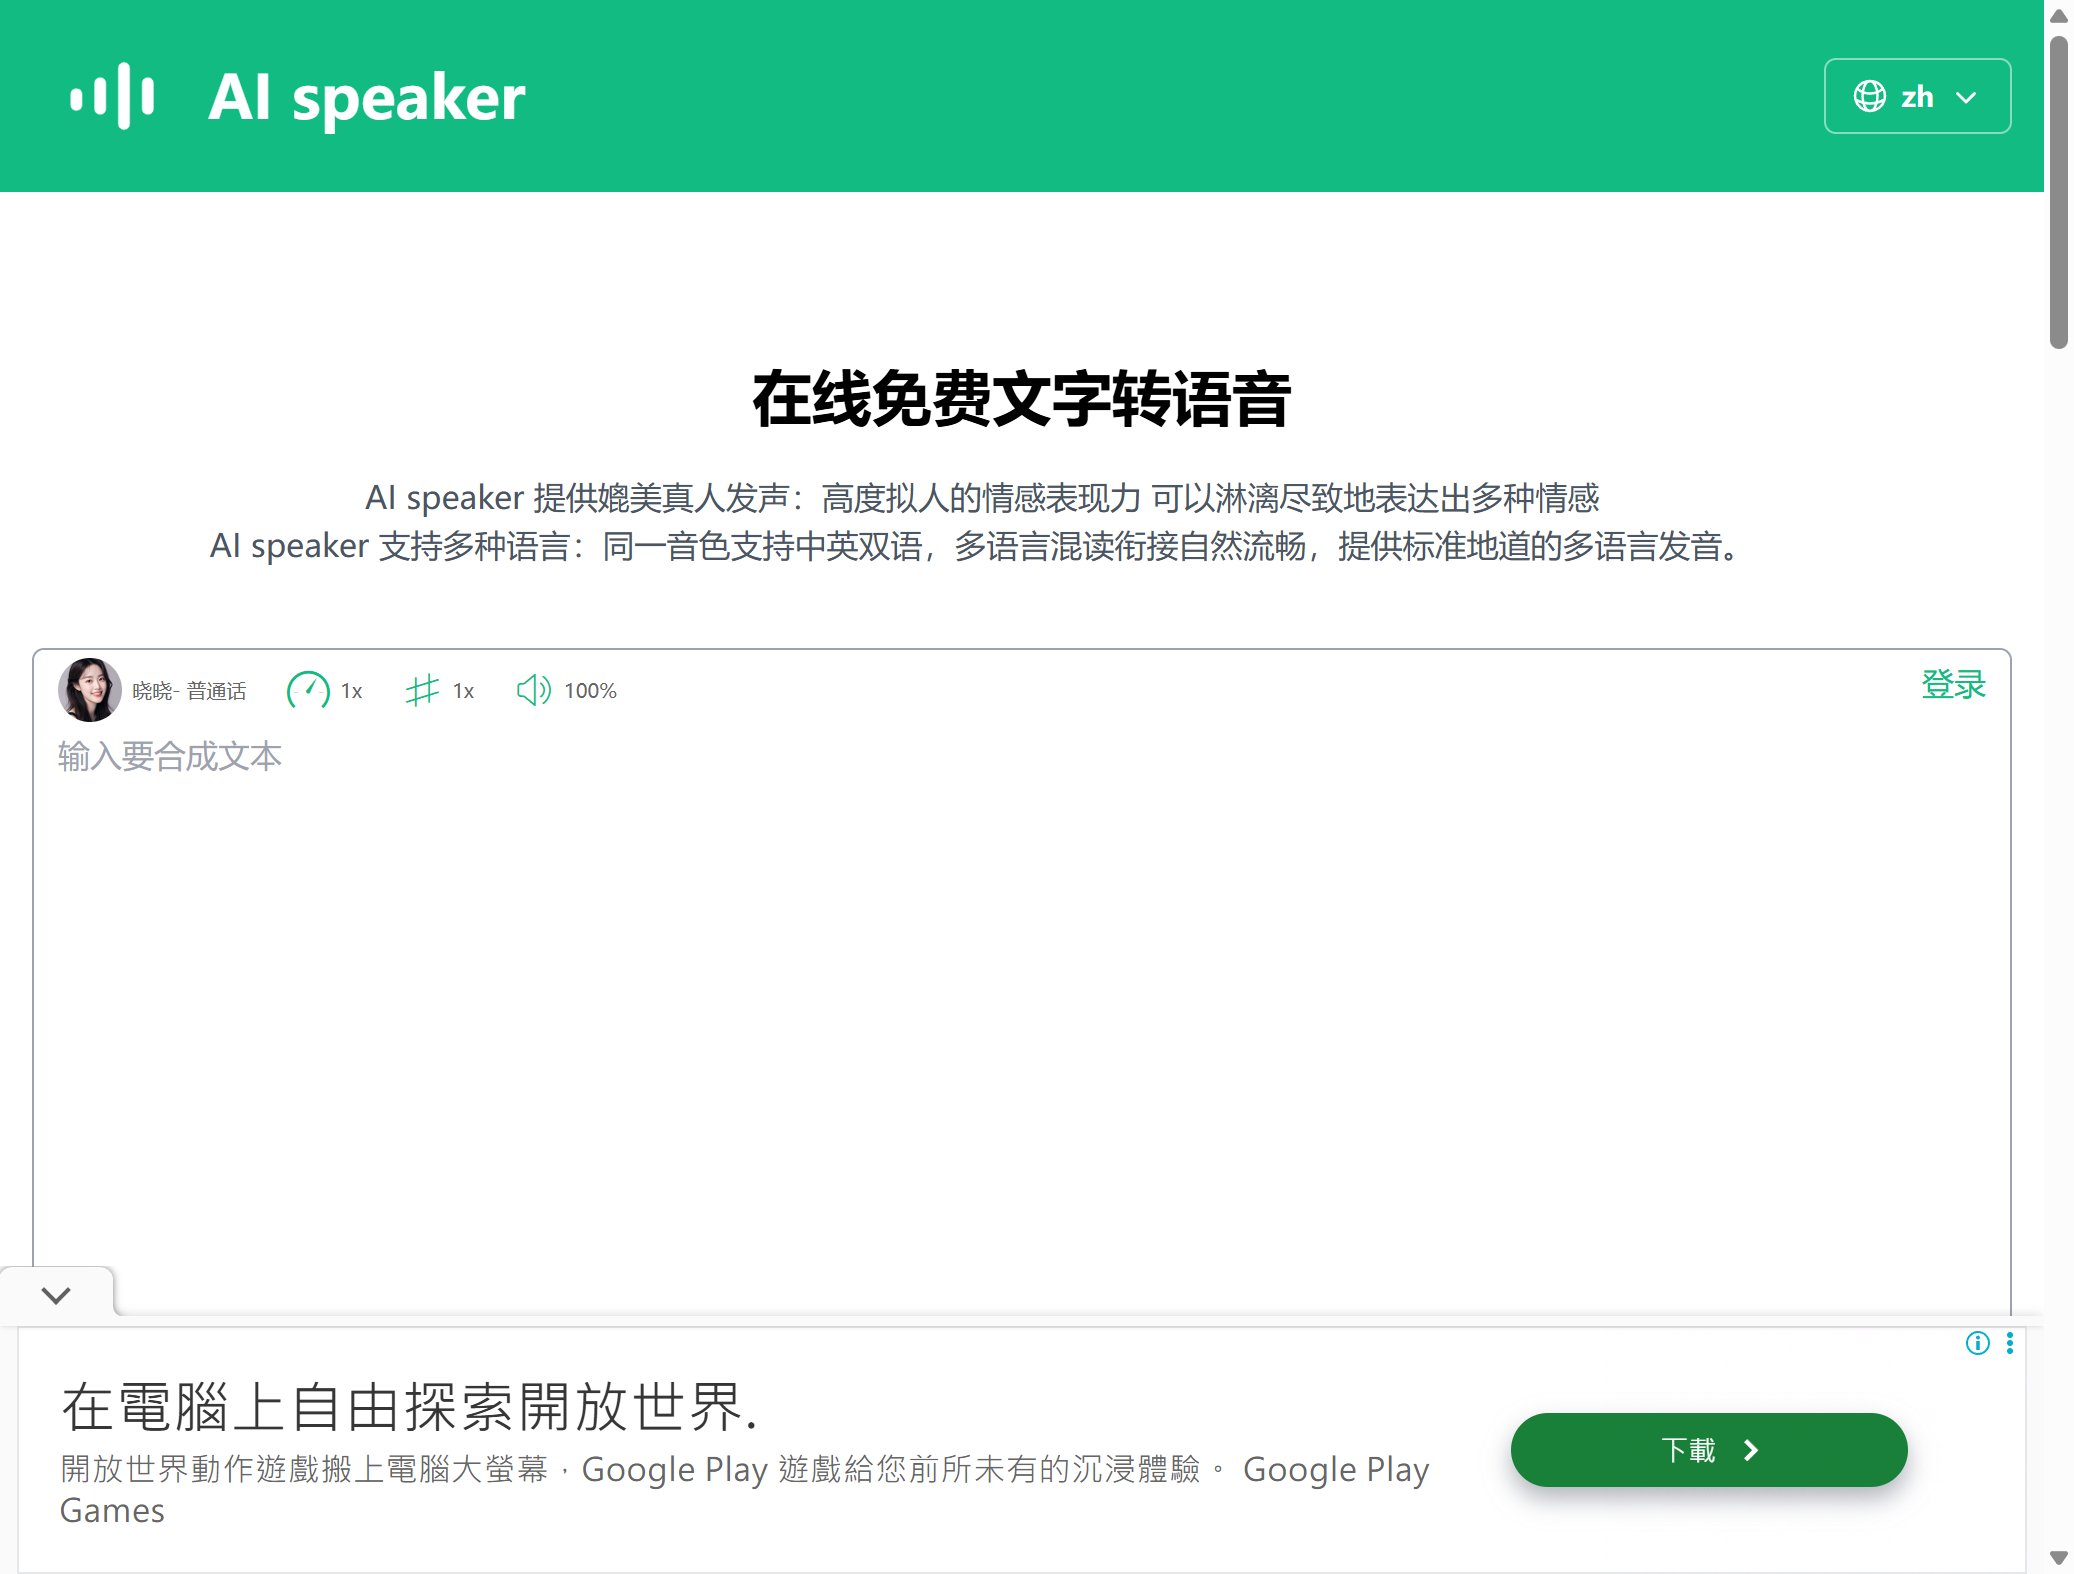 AI speaker
zh
在线免费文字转语音
AI speaker 提供媲美真人发声：高度拟人的情感表现力 可以淋漓尽致地表达出多种情感
AI speaker 支持多种语言：同一音色支持中英双语，多语言混读衔接自然流畅，提供标准地道的多语言发音。
晓晓- 普通话 1x 1x 100% 登录
输入要合成文本
在電腦上自由探索開放世界.
開放世界動作遊戲搬上電腦大螢幕，Google Play 遊戲給您前所未有的沉浸體驗。 Google Play
Games
下載